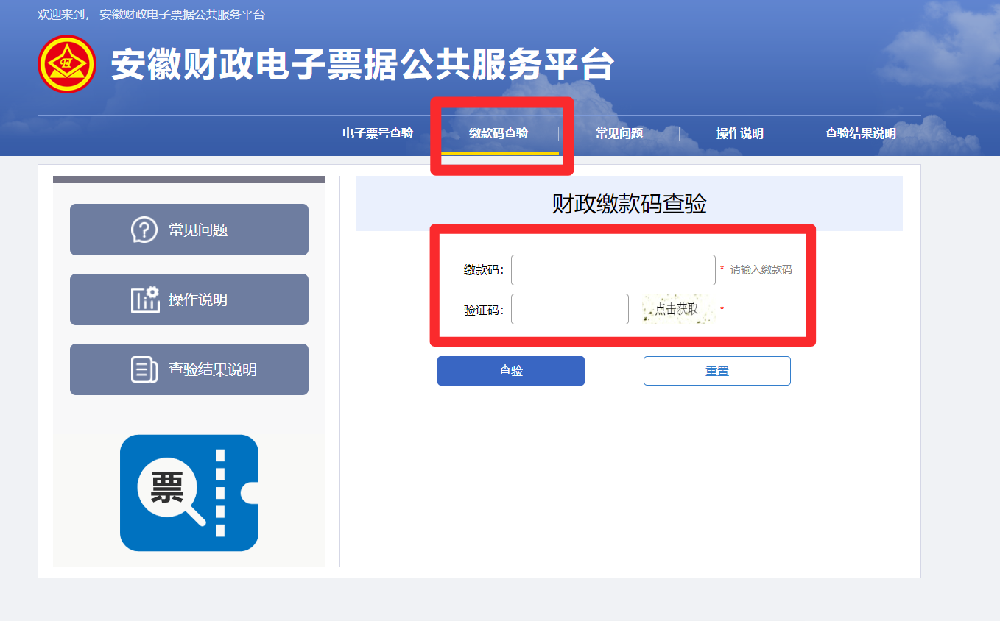 欢迎来到， 安徽财政电子票据公共服务平台
安徽财政电子票据公共服务平台
电子票号查验 缴款码查验 常见问题 操作说明 查验结果说明
常见问题
操作说明
查验结果说明
票
财政缴款码查验
缴款码： * 请输入缴款码
验证码： 点击获取 *
查验 重置